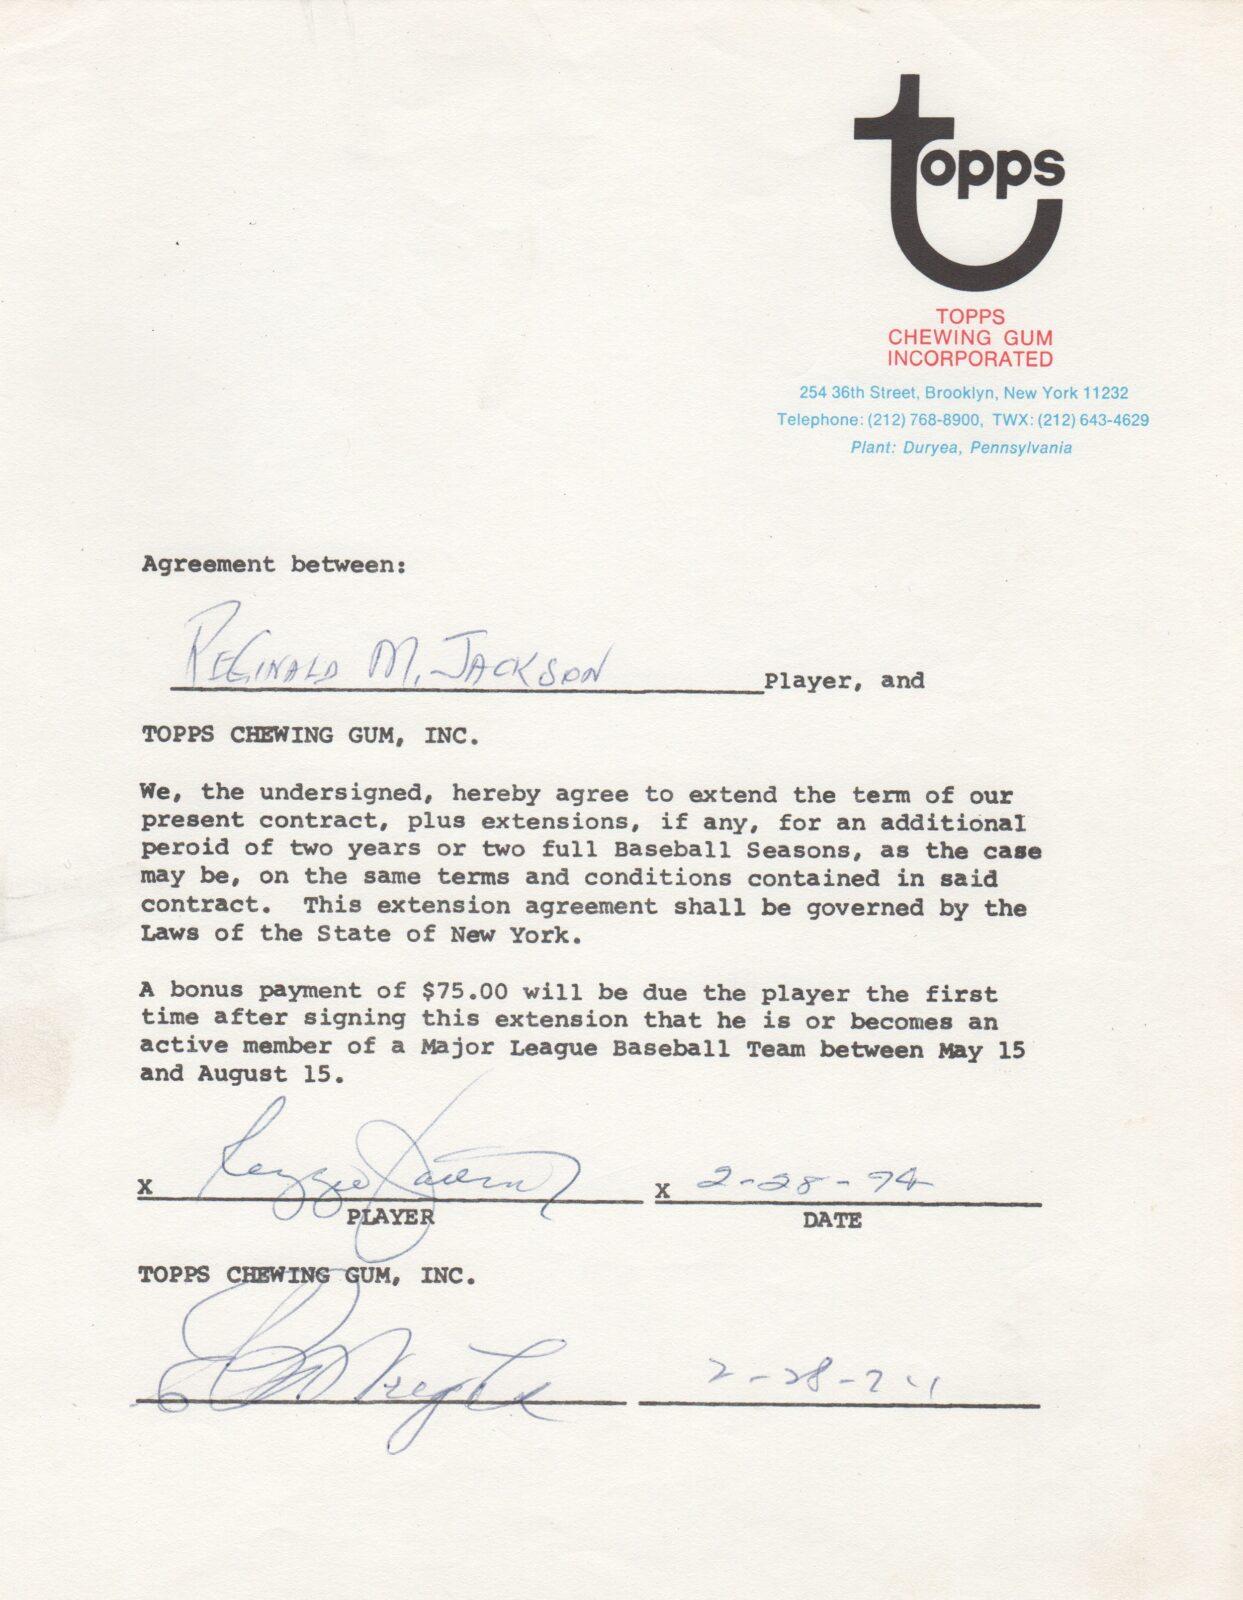 topps
TOPPS
CHEWING GUM
INCORPORATED
254 36th Street, Brooklyn, New York 11232
Telephone: (212) 768-8900, TWX: (212) 643-4629
Plant: Duryea, Pennsylvania
Agreement between:
REGINALD M. JACKSON Player, and
TOPPS CHEWING GUM, INC.
We, the undersigned, hereby agree to extend the term of our
present contract, plus extensions, if any, for an additional
peroid of two years or two full Baseball Seasons, as the case
may be, on the same terms and conditions contained in said
contract. This extension agreement shall be governed by the
Laws of the State of New York.
A bonus payment of $75.00 will be due the player the first
time after signing this extension that he is or becomes an
active member of a Major League Baseball Team between May 15
and August 15.
X Reggie Jackson X 2-28-74
PLAYER DATE
TOPPS CHEWING GUM, INC.
2-28-74